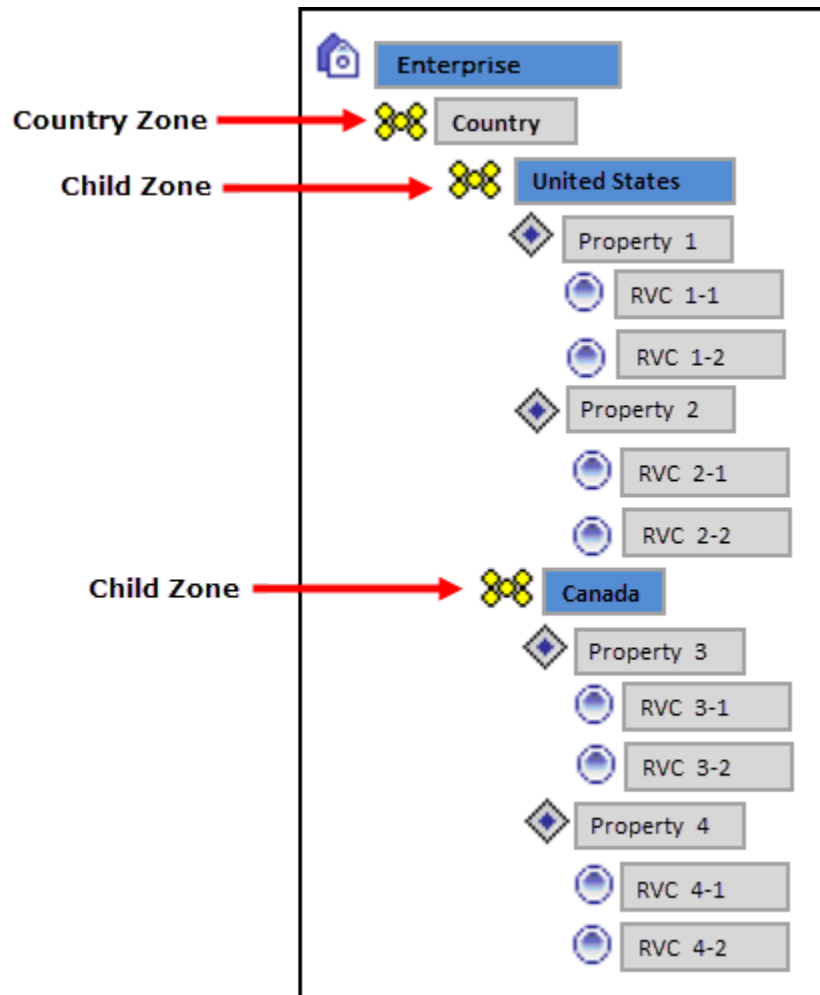 Enterprise
Country Zone Country
Child Zone United States
Property 1
RVC 1-1
RVC 1-2
Property 2
RVC 2-1
RVC 2-2
Child Zone Canada
Property 3
RVC 3-1
RVC 3-2
Property 4
RVC 4-1
RVC 4-2